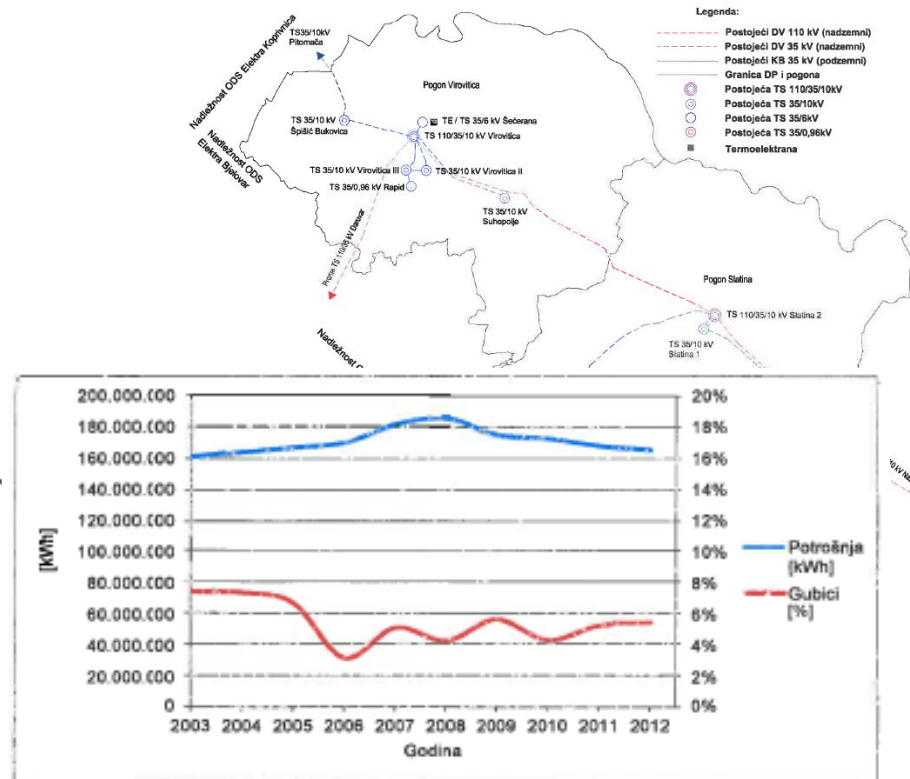 Legenda:
Postojeći DV 110 kV (nadzemni)
Postojeći DV 35 kV (nadzemni)
Postojeći KB 35 kV (podzemni)
Granica DP i pogona
Postojeća TS 110/35/10kV
Postojeća TS 35/10kV
Postojeća TS 35/6kV
Postojeća TS 35/0,96kV
Termoelektrana
Nadležnost ODS Elektra Koprivnica
TS35/10kV
Pitomača
Pogon Virovitica
TS 35/10 kV
Špišić Bukovica
TE / TS 35/6 kV Šećerana
TS 110/35/10 kV Virovitica
Nadležnost ODS
Elektra Bjelovar
TS 35/10 kV Virovitica III
TS 35/10 kV Virovitica II
TS 35/0,96 kV Rapid
TS 35/10 kV
Suhopolje
Prema TS 110/35 kV Daruvar
Pogon Slatina
TS 110/35/10 kV Slatina 2
TS 35/10 kV
Slatina 1
Nadležnost
[kWh]
200.000.000
180.000.000
160.000.000
140.000.000
120.000.000
100.000.000
80.000.000
60.000.000
40.000.000
20.000.000
0
20%
18%
16%
14%
12%
10%
8%
6%
4%
2%
0%
2003 2004 2005 2006 2007 2008 2009 2010 2011 2012
Godina
Potrošnja
[kWh]
Gubici
[%]